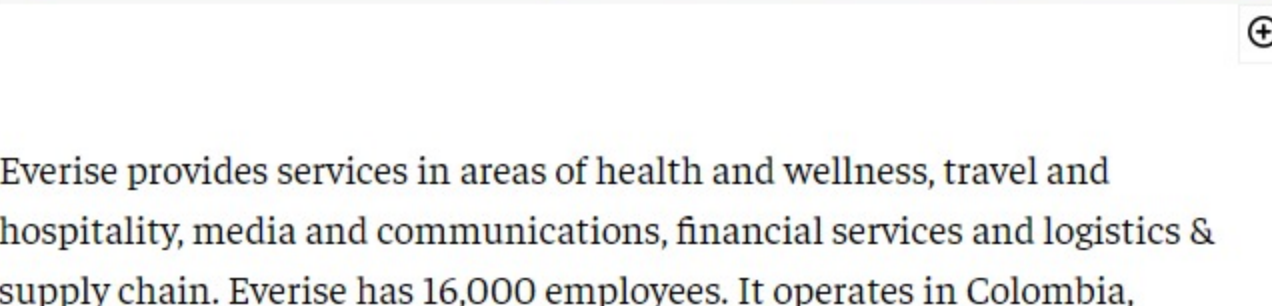 Everise provides services in areas of health and wellness, travel and
hospitality, media and communications, financial services and logistics &
supply chain. Everise has 16,000 employees. It operates in Colombia,